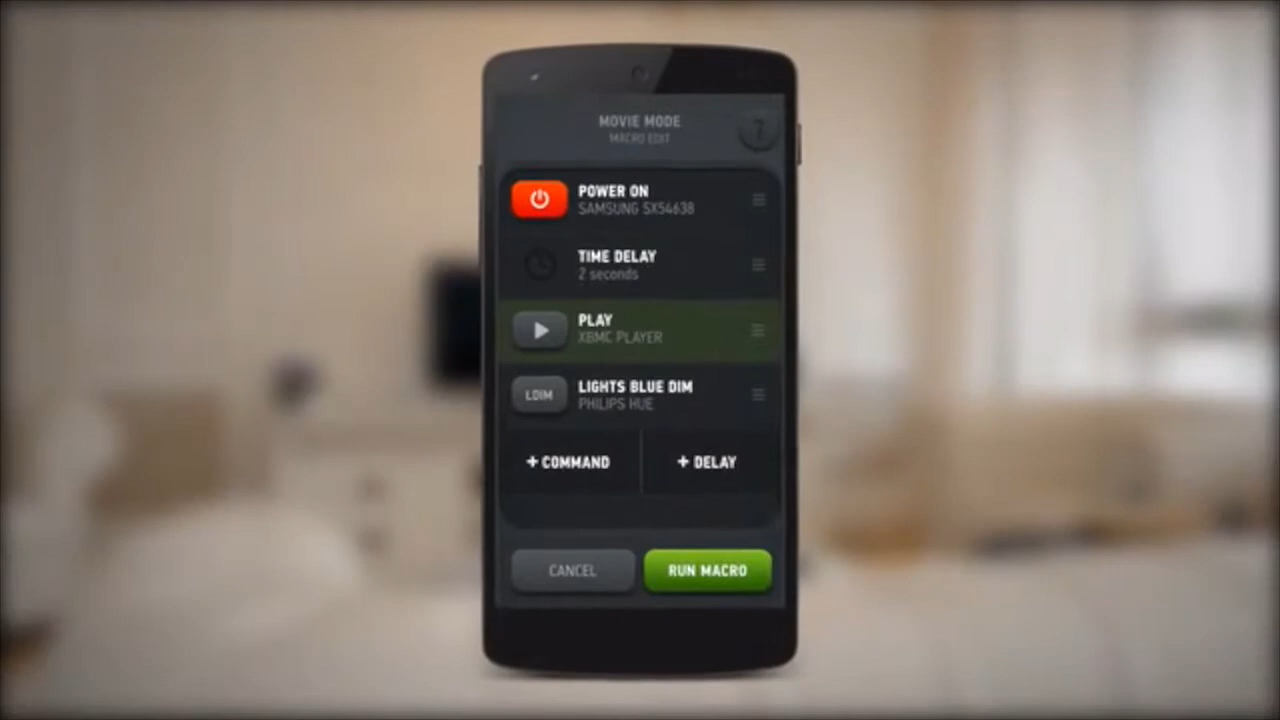 MOVIE MODE
MACRO EDIT
?
POWER ON
SAMSUNG SX54638
TIME DELAY
2 seconds
PLAY
XBMC PLAYER
LDIM
LIGHTS BLUE DIM
PHILIPS HUE
+ COMMAND
+ DELAY
CANCEL
RUN MACRO